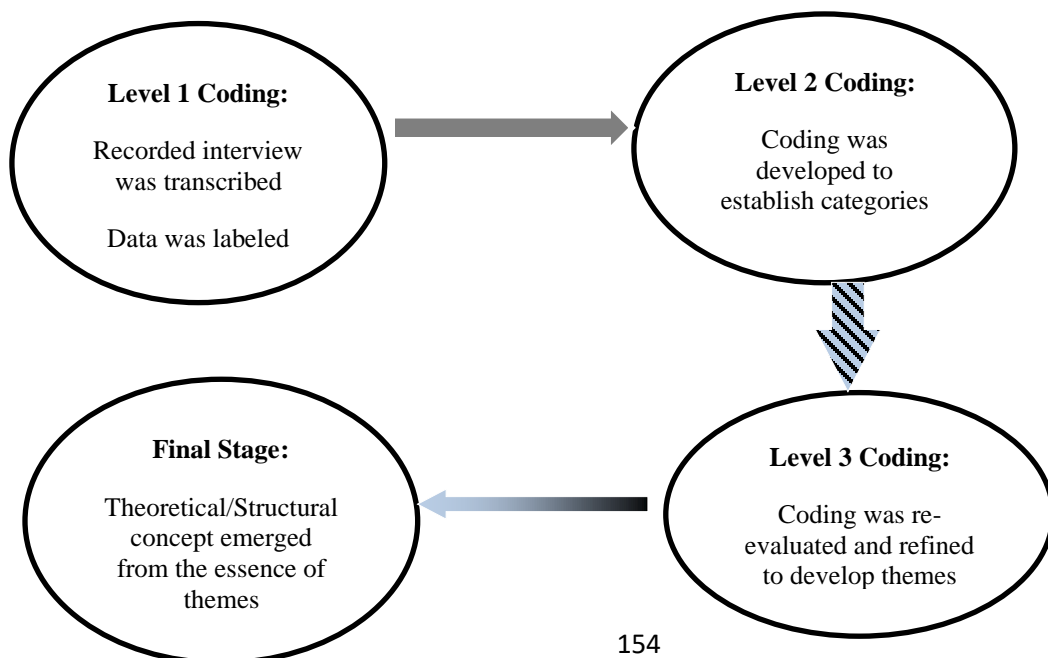 Level 1 Coding:
Recorded interview
was transcribed
Data was labeled
Level 2 Coding:
Coding was
developed to
establish categories
Level 3 Coding:
Coding was re-
evaluated and refined
to develop themes
Final Stage:
Theoretical/Structural
concept emerged
from the essence of
themes
154